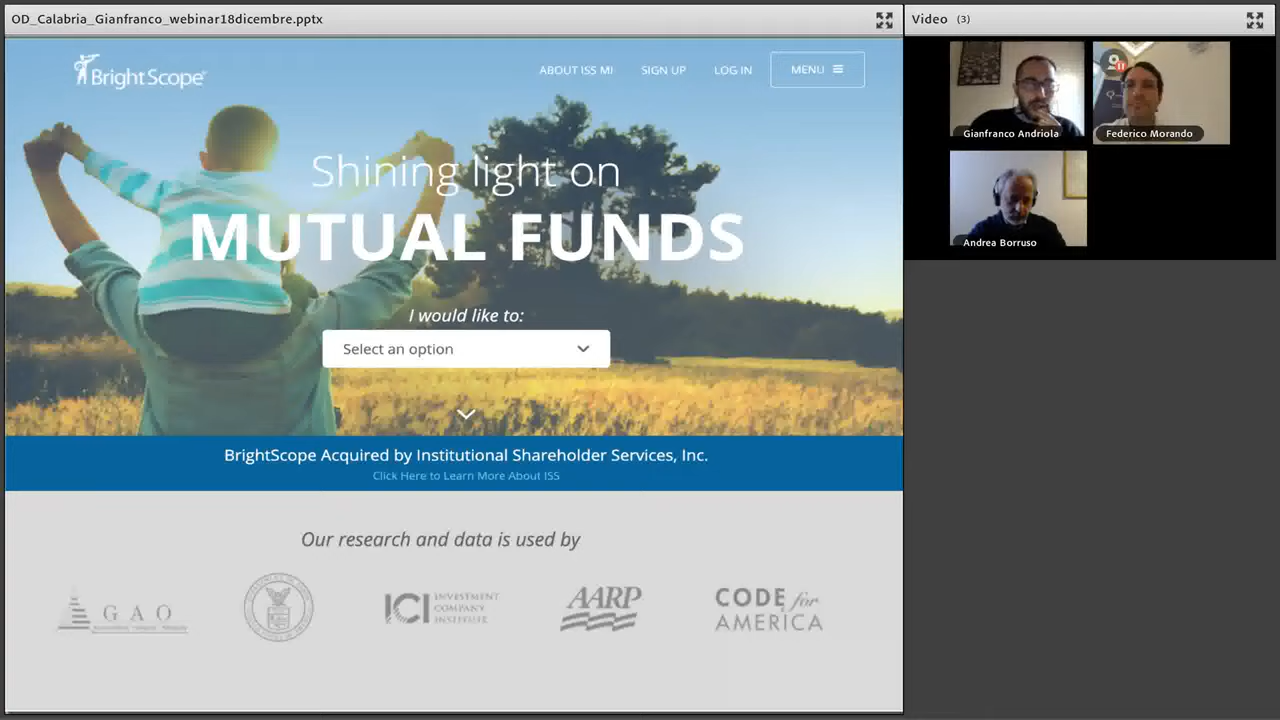 OD_Calabria_Gianfranco_webinar18dicembre.pptx
BrightScope
ABOUT ISS MI
SIGN UP
LOG IN
MENU
Shining light on
MUTUAL FUNDS
I would like to:
Select an option
BrightScope Acquired by Institutional Shareholder Services, Inc.
Click Here to Learn More About ISS
Our research and data is used by
GAO
ICI INVESTMENT
COMPANY
INSTITUTE
AARP
CODE for
AMERICA
Video (3)
Gianfranco Andriola
Federico Morando
Andrea Borruso